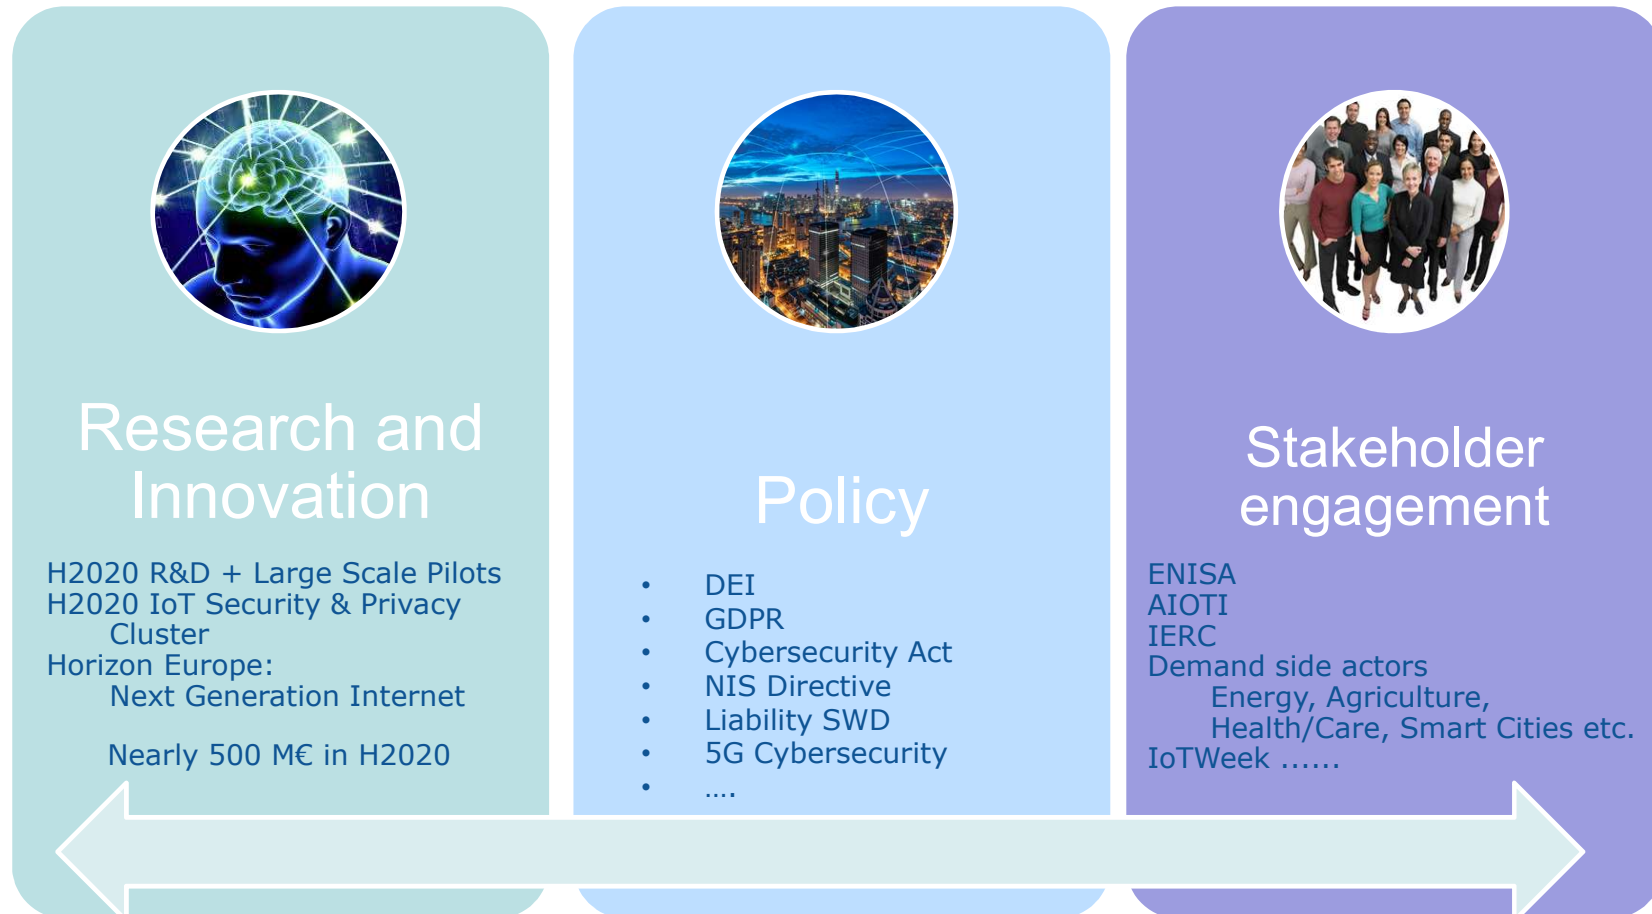 Research and
Innovation
H2020 R&D + Large Scale Pilots
H2020 IoT Security & Privacy
Cluster
Horizon Europe:
Next Generation Internet
Nearly 500 M€ in H2020
Policy
• DEI
• GDPR
• Cybersecurity Act
• NIS Directive
• Liability SWD
• 5G Cybersecurity
• ….
Stakeholder
engagement
ENISA
AIOTI
IERC
Demand side actors
Energy, Agriculture,
Health/Care, Smart Cities etc.
IoTWeek ……